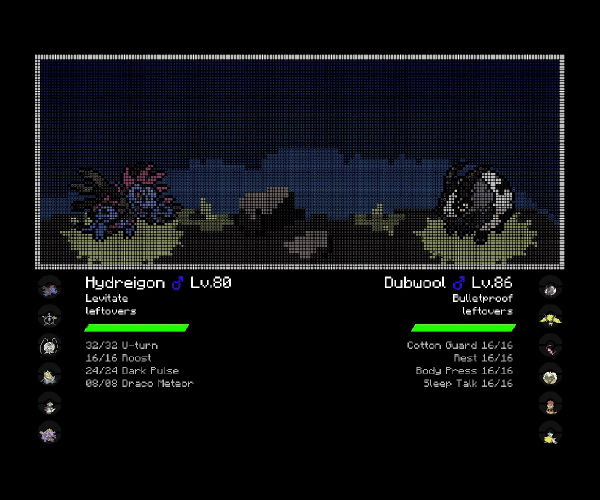 Hydreigon ♂ Lv.80
Levitate
leftovers
32/32 U-turn
16/16 Roost
24/24 Dark Pulse
08/08 Draco Meteor
Dubwool ♂ Lv.86
Bulletproof
leftovers
Cotton Guard 16/16
Rest 16/16
Body Press 16/16
Sleep Talk 16/16